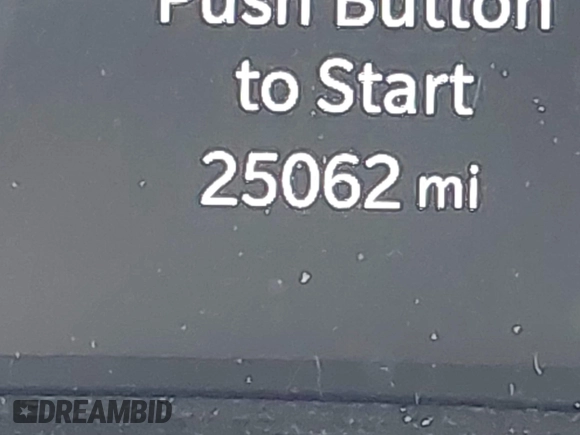 Push Button
to Start
25062 mi
DREAMBID